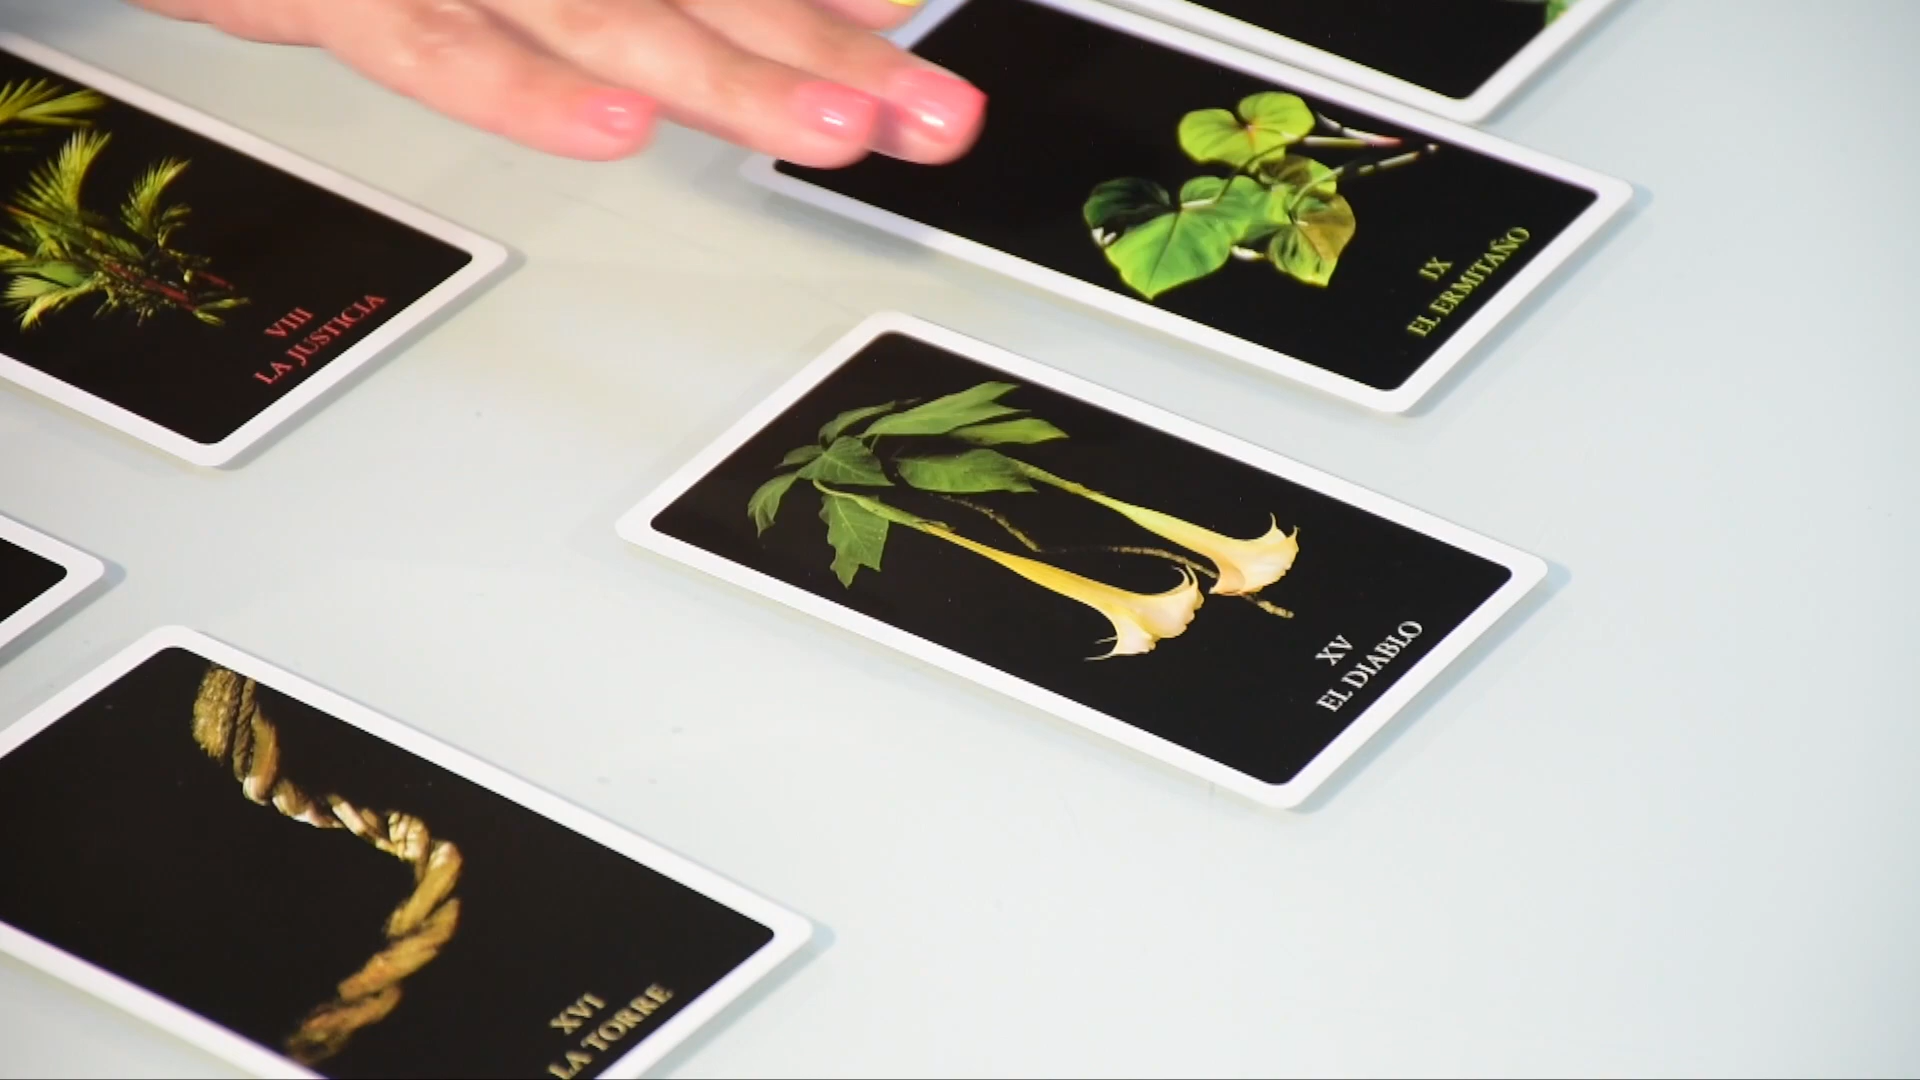 VIII
LA JUSTICIA
IX
EL ERMITAÑO
XV
EL DIABLO
XVI
LA TORRE